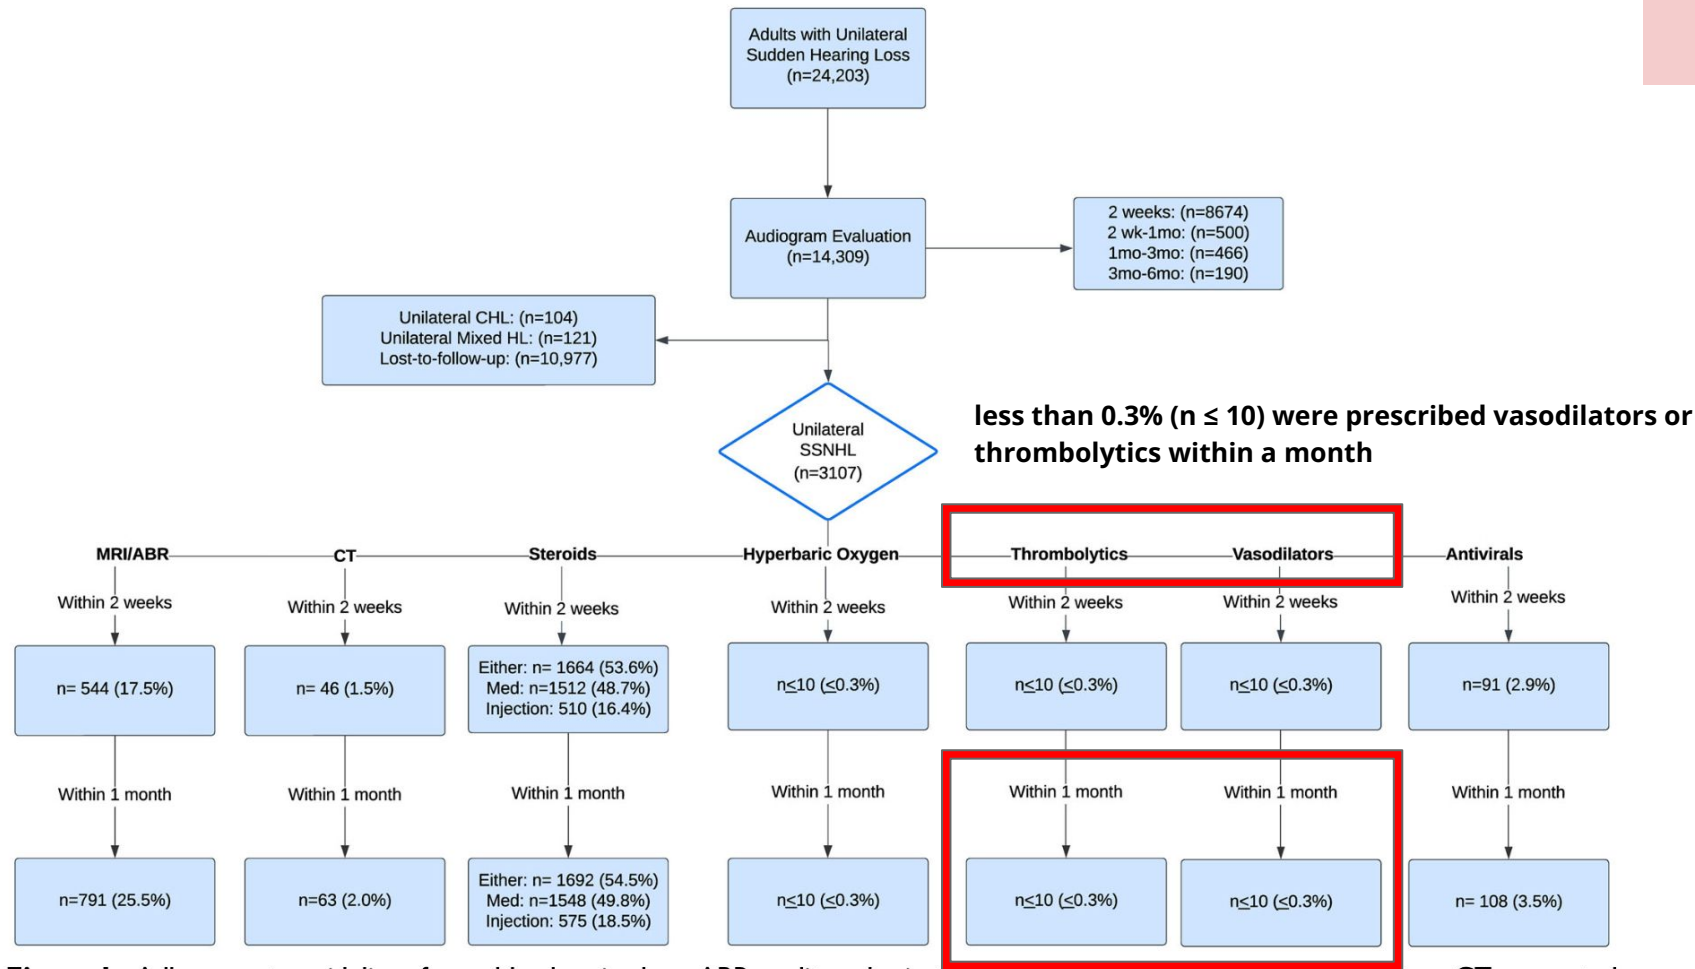 Adults with Unilateral
Sudden Hearing Loss
(n=24,203)
Audiogram Evaluation
(n=14,309)
2 weeks: (n=8674)
2 wk-1mo: (n=500)
1mo-3mo: (n=466)
3mo-6mo: (n=190)
Unilateral CHL: (n=104)
Unilateral Mixed HL: (n=121)
Lost-to-follow-up: (n=10,977)
Unilateral
SSNHL
(n=3107)
less than 0.3% (n ≤ 10) were prescribed vasodilators or
thrombolytics within a month
MRI/ABR CT Steroids Hyperbaric Oxygen Thrombolytics Vasodilators Antivirals
Within 2 weeks Within 2 weeks Within 2 weeks Within 2 weeks Within 2 weeks Within 2 weeks Within 2 weeks
n= 544 (17.5%)
n= 46 (1.5%)
Either: n= 1664 (53.6%)
Med: n=1512 (48.7%)
Injection: 510 (16.4%)
n≤10 (≤0.3%)
n≤10 (≤0.3%)
n≤10 (≤0.3%)
n=91 (2.9%)
Within 1 month Within 1 month Within 1 month Within 1 month Within 1 month Within 1 month Within 1 month
n=791 (25.5%)
n=63 (2.0%)
Either: n= 1692 (54.5%)
Med: n=1548 (49.8%)
Injection: 575 (18.5%)
n≤10 (≤0.3%)
n≤10 (≤0.3%)
n≤10 (≤0.3%)
n= 108 (3.5%)